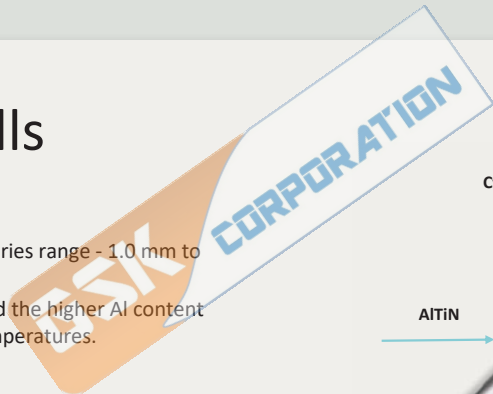 lls
GSK CORPORATION
C
ries range - 1.0 mm to
d the higher Al content
peratures.
AlTiN